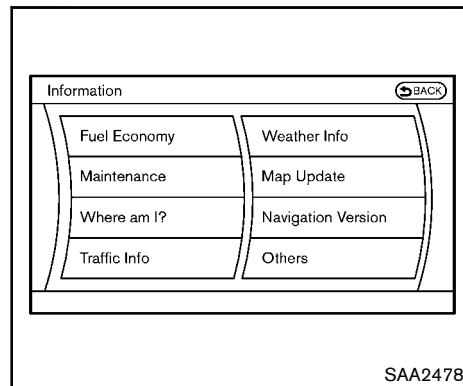 Information
BACK
Fuel Economy
Weather Info
Maintenance
Map Update
Where am I?
Navigation Version
Traffic Info
Others
SAA2478